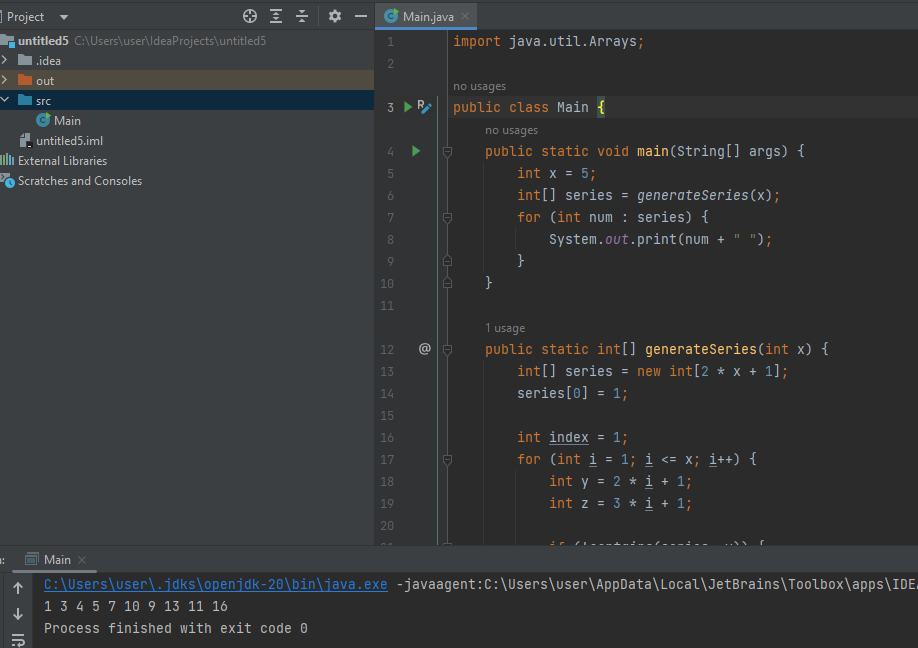 Project
Main.java
untitled5 C:\Users\user\IdeaProjects\untitled5
.idea
out
src
Main
untitled5.iml
External Libraries
Scratches and Consoles
1 import java.util.Arrays;
2
no usages
3 public class Main {
no usages
4 public static void main(String[] args) {
5 int x = 5;
6 int[] series = generateSeries(x);
7 for (int num : series) {
8 System.out.print(num + " ");
9 }
10 }
11
1 usage
12 @ public static int[] generateSeries(int x) {
13 int[] series = new int[2 * x + 1];
14 series[0] = 1;
15
16 int index = 1;
17 for (int i = 1; i <= x; i++) {
18 int y = 2 * i + 1;
19 int z = 3 * i + 1;
20
Main
C:\Users\user\.jdks\openjdk-20\bin\java.exe -javaagent:C:\Users\user\AppData\Local\JetBrains\Toolbox\apps\IDEA
1 3 4 5 7 10 9 13 11 16
Process finished with exit code 0